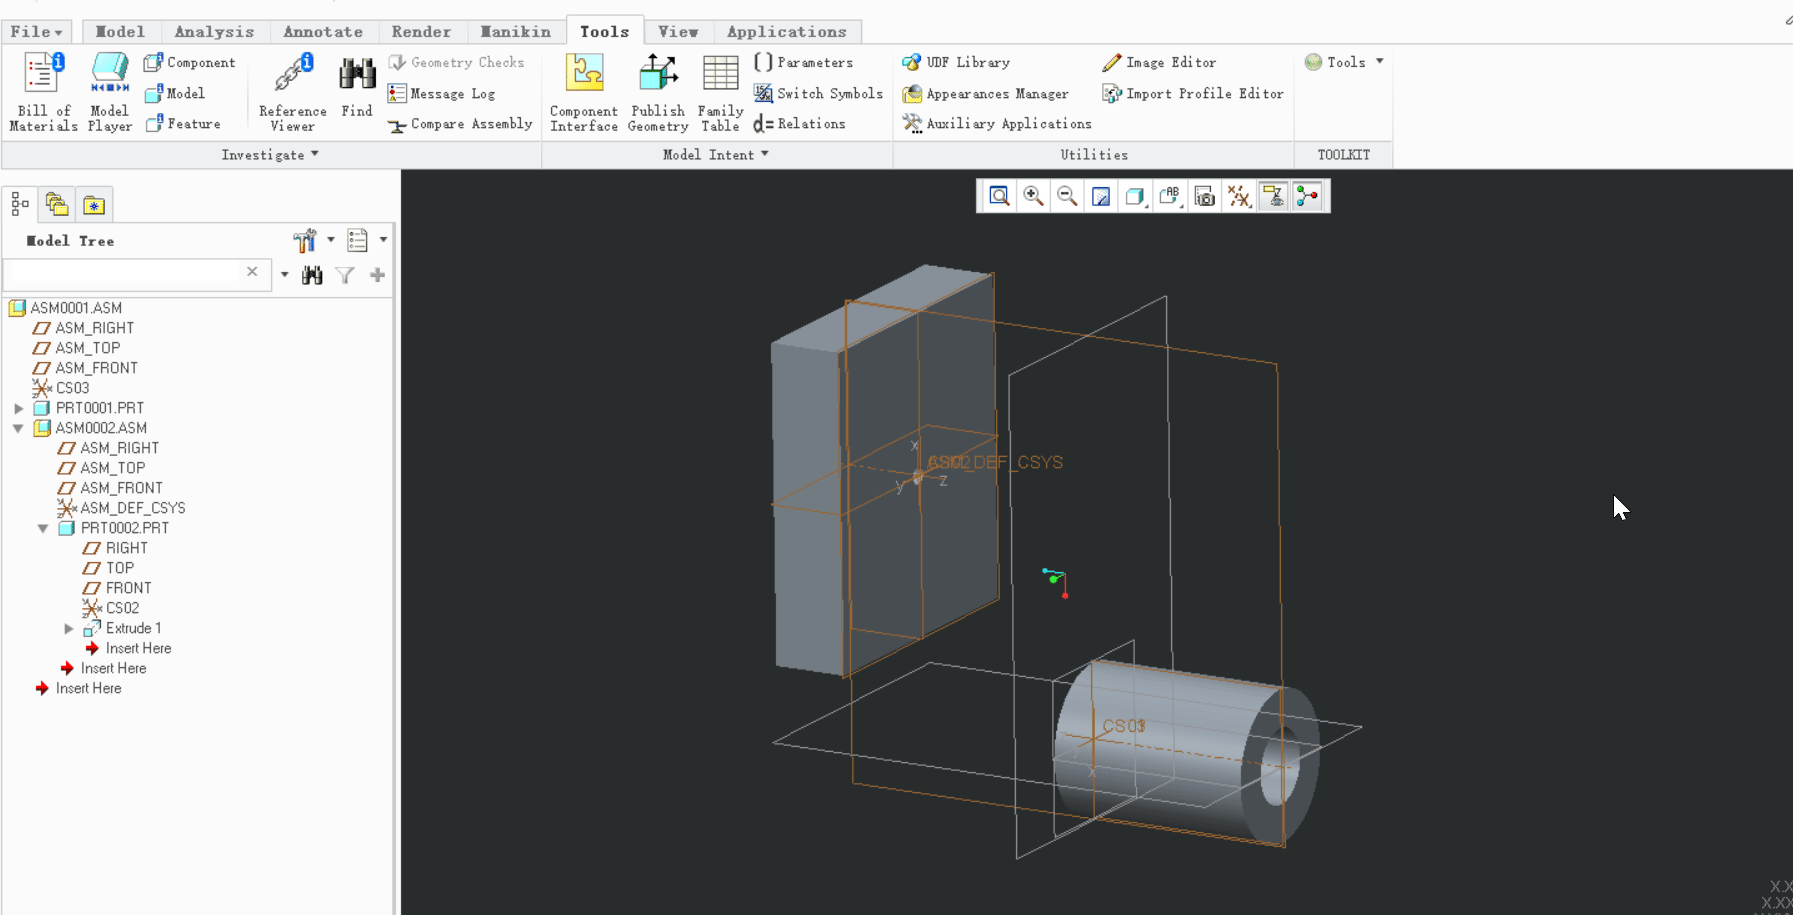 File
Model
Analysis
Annotate
Render
Manikin
Tools
View
Applications
Bill of
Materials
Model
Player
Component
Model
Feature
Reference
Viewer
Find
Geometry Checks
Message Log
Compare Assembly
Investigate
Component
Interface
Publish
Geometry
Family
Table
Parameters
Switch Symbols
Relations
Model Intent
UDF Library
Appearances Manager
Auxiliary Applications
Image Editor
Import Profile Editor
Utilities
Tools
TOOLKIT
Model Tree
ASM0001.ASM
ASM_RIGHT
ASM_TOP
ASM_FRONT
CS03
PRT0001.PRT
ASM0002.ASM
ASM_RIGHT
ASM_TOP
ASM_FRONT
ASM_DEF_CSYS
PRT0002.PRT
RIGHT
TOP
FRONT
CS02
Extrude 1
Insert Here
Insert Here
Insert Here
X
Y
Z
DEF_CSYS
X
X.X
X.XX